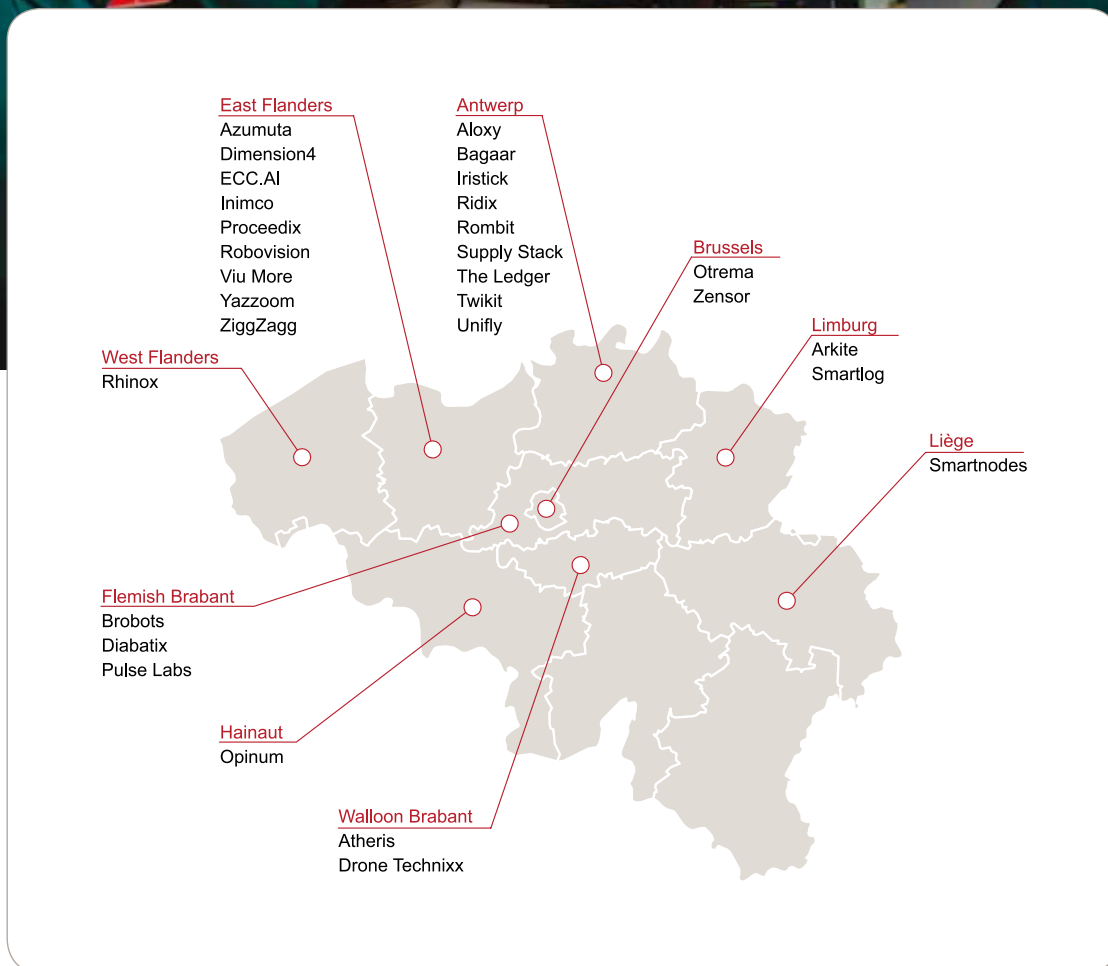 East Flanders
Azumuta
Dimension4
ECC.AI
Inimco
Proceedix
Robovision
Viu More
Yazzoom
ZiggZagg
Antwerp
Aloxy
Bagaar
Iristick
Ridix
Rombit
Supply Stack
The Ledger
Twikit
Unifly
Brussels
Otrema
Zensor
Limburg
Arkite
Smartlog
West Flanders
Rhinox
Liège
Smartnodes
Flemish Brabant
Brobots
Diabatix
Pulse Labs
Hainaut
Opinum
Walloon Brabant
Atheris
Drone Technixx